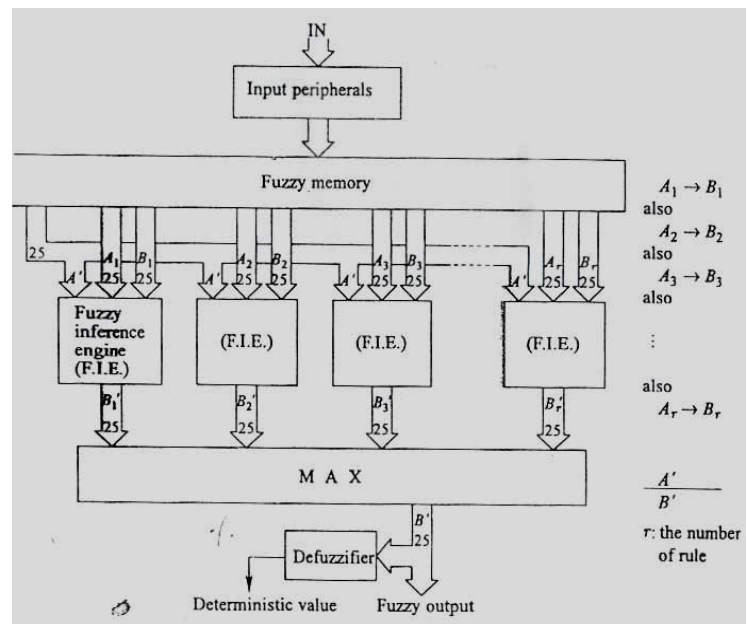 IN
Input peripherals
Fuzzy memory
25 A' A₁ 25 B₁ 25 A' A₂ 25 B₂ 25 A' A₃ 25 B₃ 25 A' Aᵣ 25 Bᵣ 25
Fuzzy
inference
engine
(F.I.E.)
(F.I.E.)
(F.I.E.)
(F.I.E.)
B₁' 25 B₂' 25 B₃' 25 Bᵣ' 25
M A X
B'
25
Defuzzifier
Deterministic value
Fuzzy output
A₁ → B₁
also
A₂ → B₂
also
A₃ → B₃
also
⋮
also
Aᵣ → Bᵣ
A'
B'
r: the number
of rule